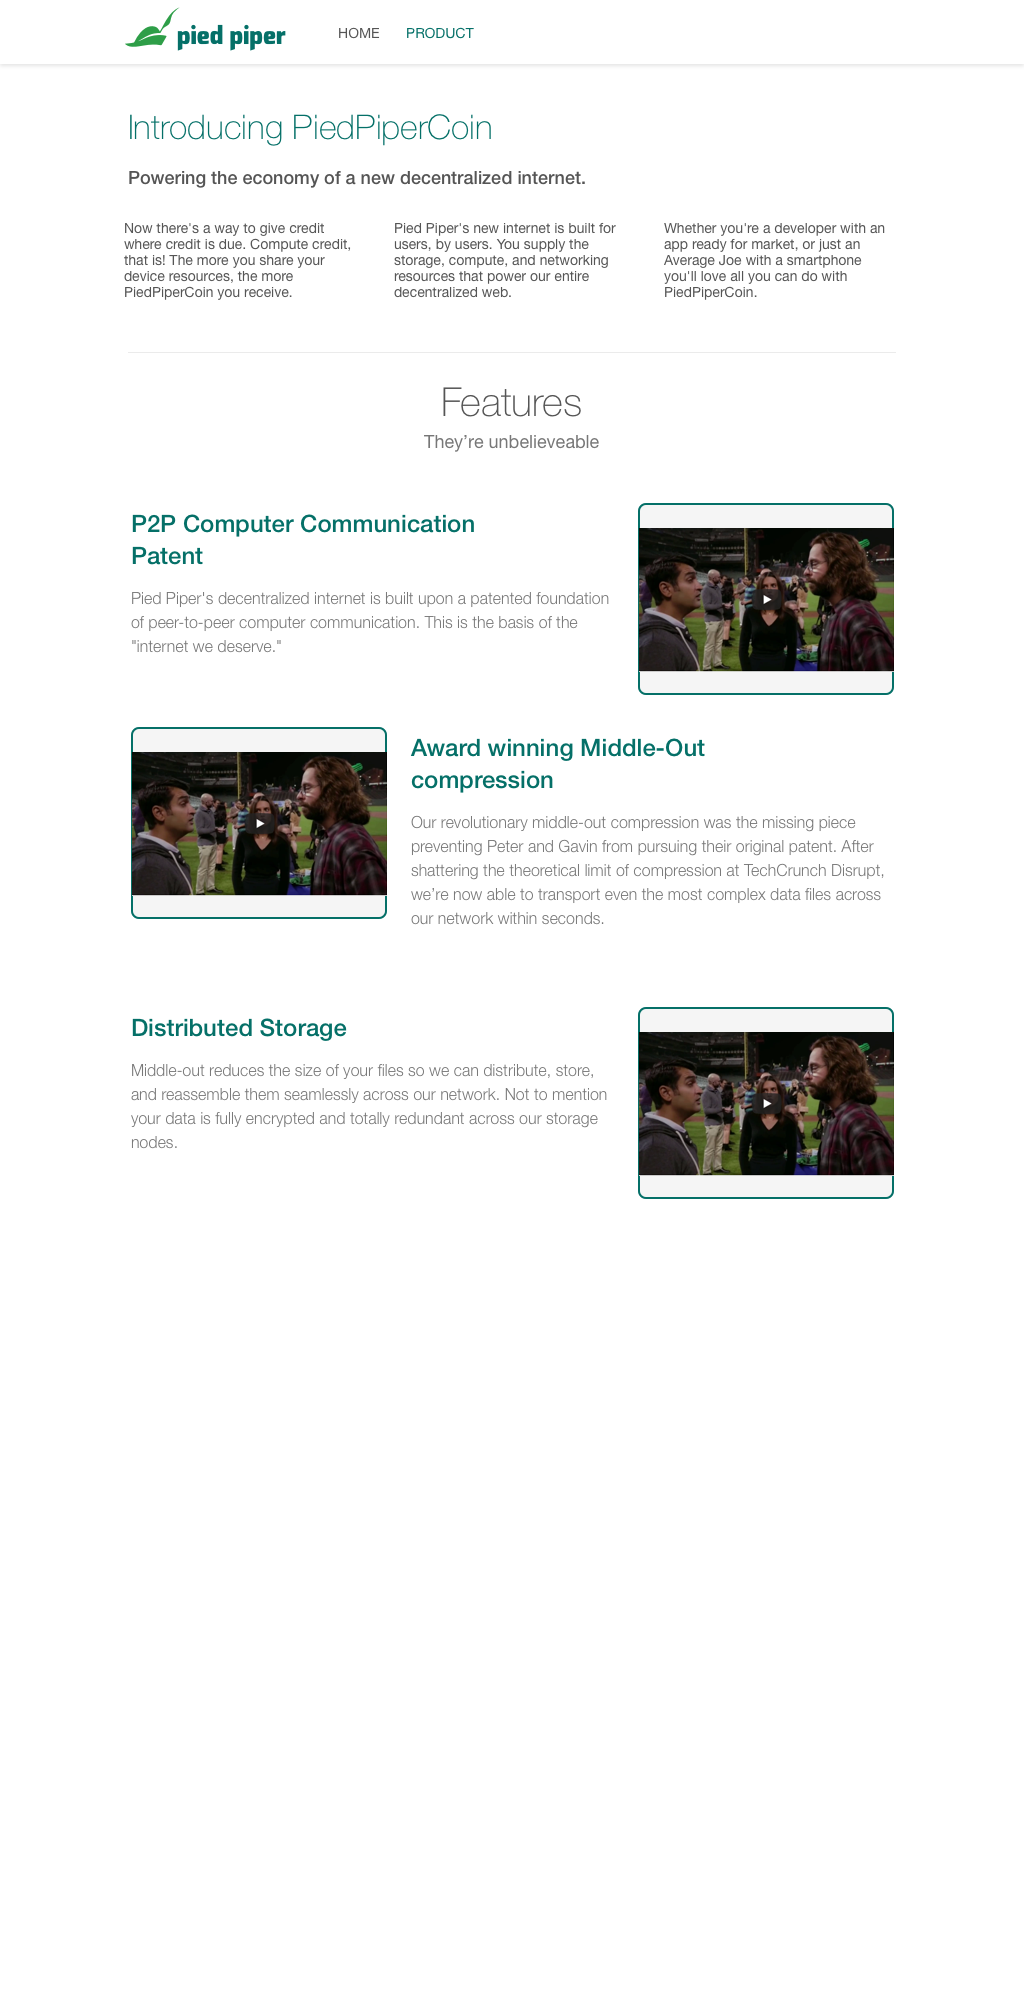 pied piper
HOME
PRODUCT
Introducing PiedPiperCoin
Powering the economy of a new decentralized internet.
Now there's a way to give credit
where credit is due. Compute credit,
that is! The more you share your
device resources, the more
PiedPiperCoin you receive.
Pied Piper's new internet is built for
users, by users. You supply the
storage, compute, and networking
resources that power our entire
decentralized web.
Whether you're a developer with an
app ready for market, or just an
Average Joe with a smartphone
you'll love all you can do with
PiedPiperCoin.
Features
They’re unbelieveable
P2P Computer Communication
Patent
Pied Piper's decentralized internet is built upon a patented foundation
of peer-to-peer computer communication. This is the basis of the
"internet we deserve."
Award winning Middle-Out
compression
Our revolutionary middle-out compression was the missing piece
preventing Peter and Gavin from pursuing their original patent. After
shattering the theoretical limit of compression at TechCrunch Disrupt,
we’re now able to transport even the most complex data files across
our network within seconds.
Distributed Storage
Middle-out reduces the size of your files so we can distribute, store,
and reassemble them seamlessly across our network. Not to mention
your data is fully encrypted and totally redundant across our storage
nodes.